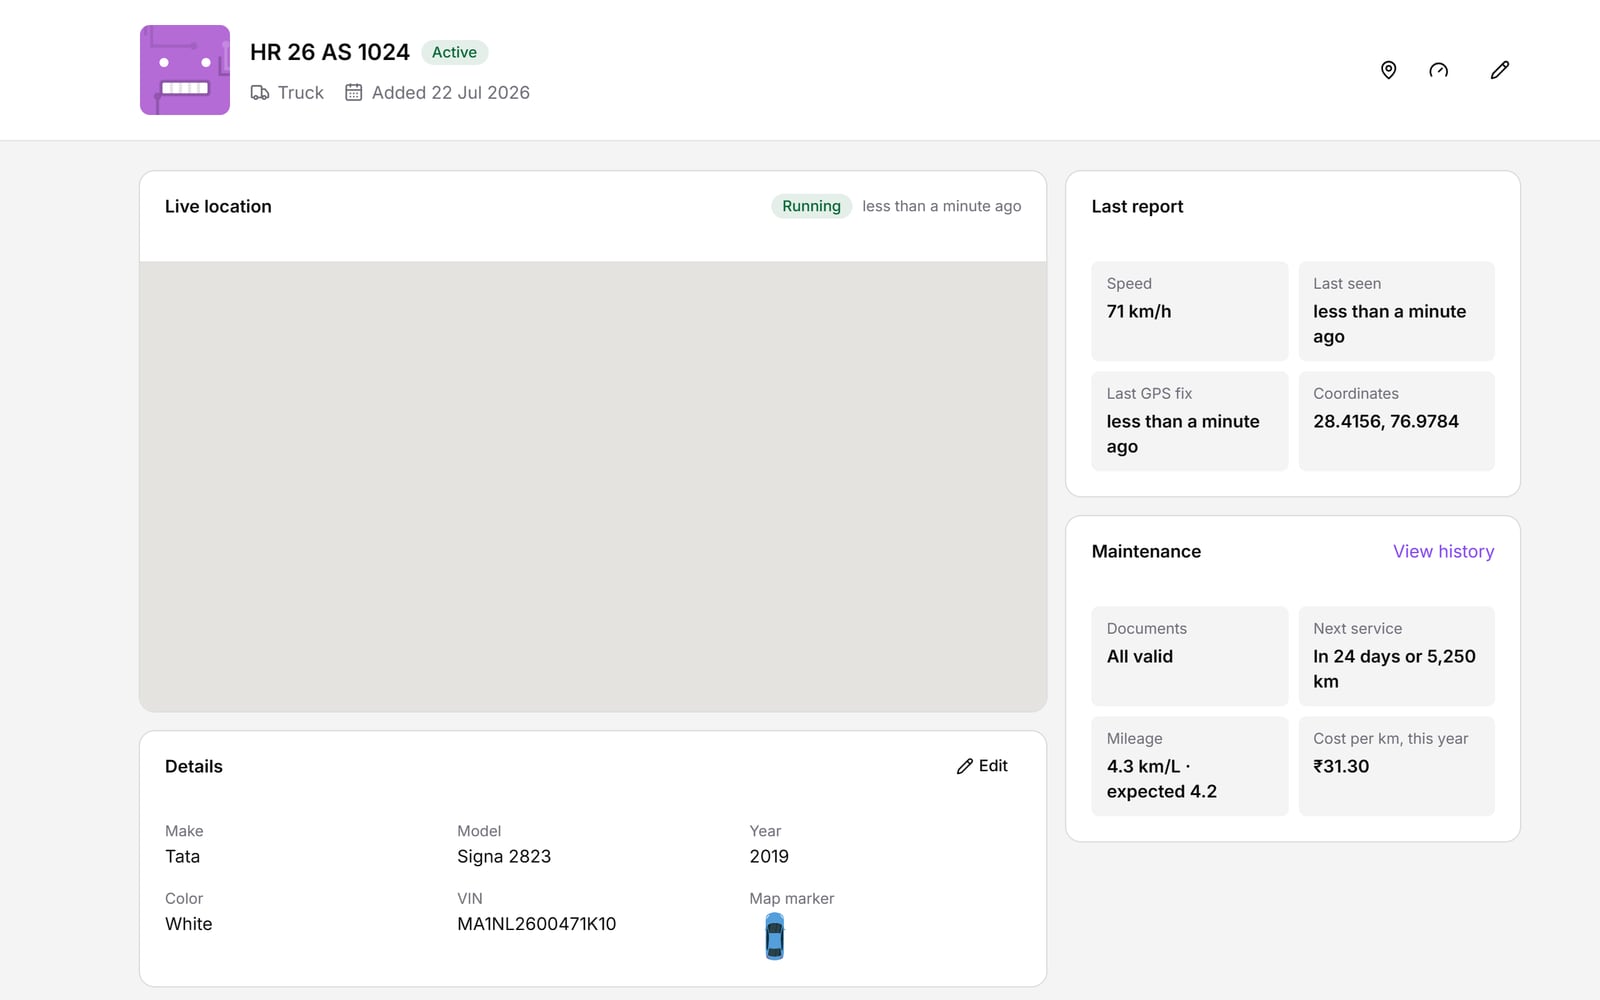 HR 26 AS 1024
Active
Truck
Added 22 Jul 2026
Live location
Running
less than a minute ago
Last report
Speed
71 km/h
Last seen
less than a minute
ago
Last GPS fix
less than a minute
ago
Coordinates
28.4156, 76.9784
Maintenance
View history
Documents
All valid
Next service
In 24 days or 5,250
km
Mileage
4.3 km/L ·
expected 4.2
Cost per km, this year
₹31.30
Details
Edit
Make
Tata
Model
Signa 2823
Year
2019
Color
White
VIN
MA1NL2600471K10
Map marker